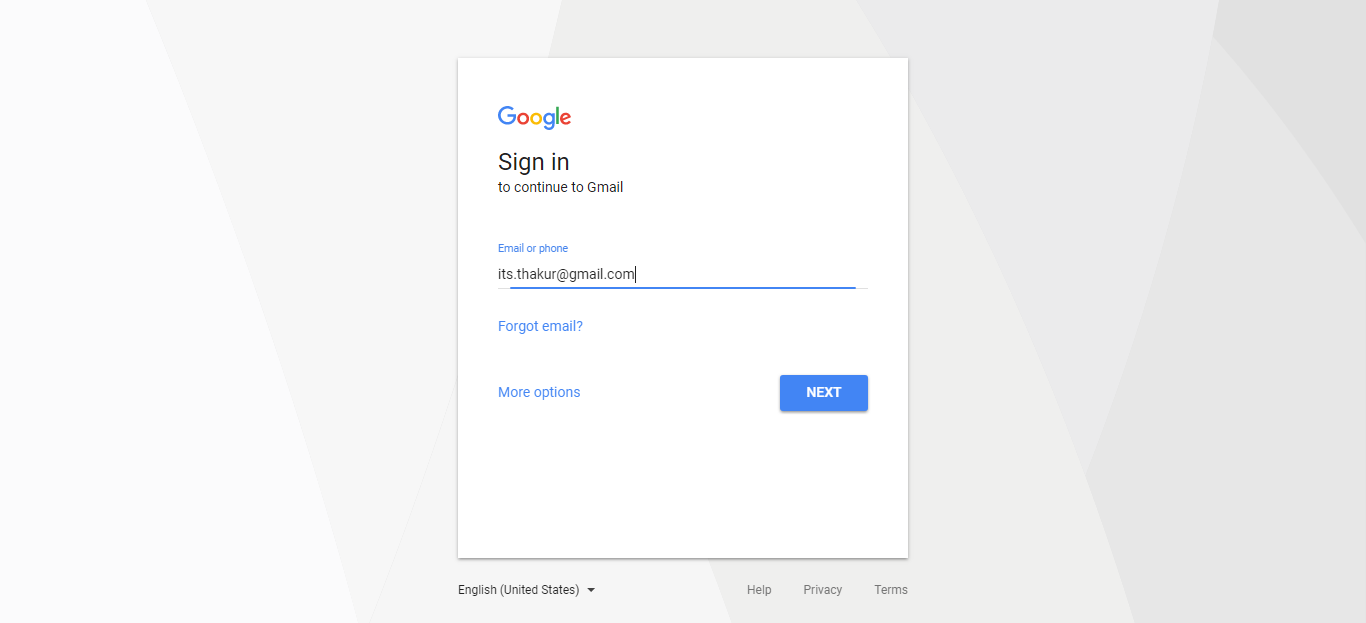 Google
Sign in
to continue to Gmail
Email or phone
its.thakur@gmail.com
Forgot email?
More options
NEXT
English (United States)
Help
Privacy
Terms